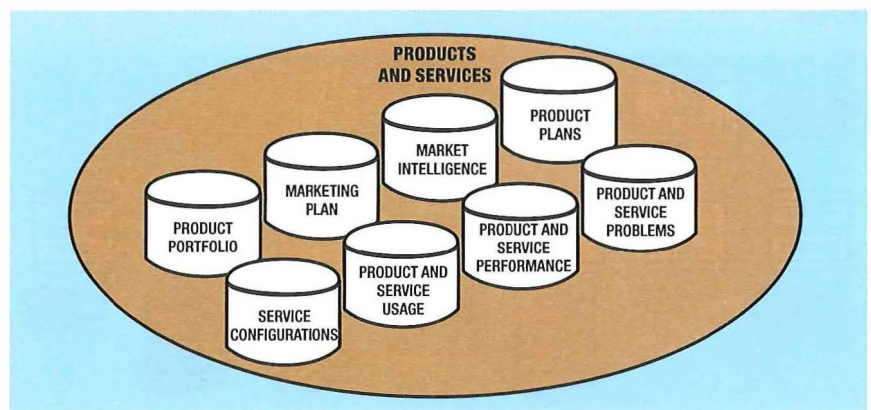 PRODUCTS
AND SERVICES
PRODUCT
PLANS
MARKET
INTELLIGENCE
MARKETING
PLAN
PRODUCT
PORTFOLIO
PRODUCT AND
SERVICE
PROBLEMS
PRODUCT AND
SERVICE
PERFORMANCE
PRODUCT AND
SERVICE
USAGE
SERVICE
CONFIGURATIONS